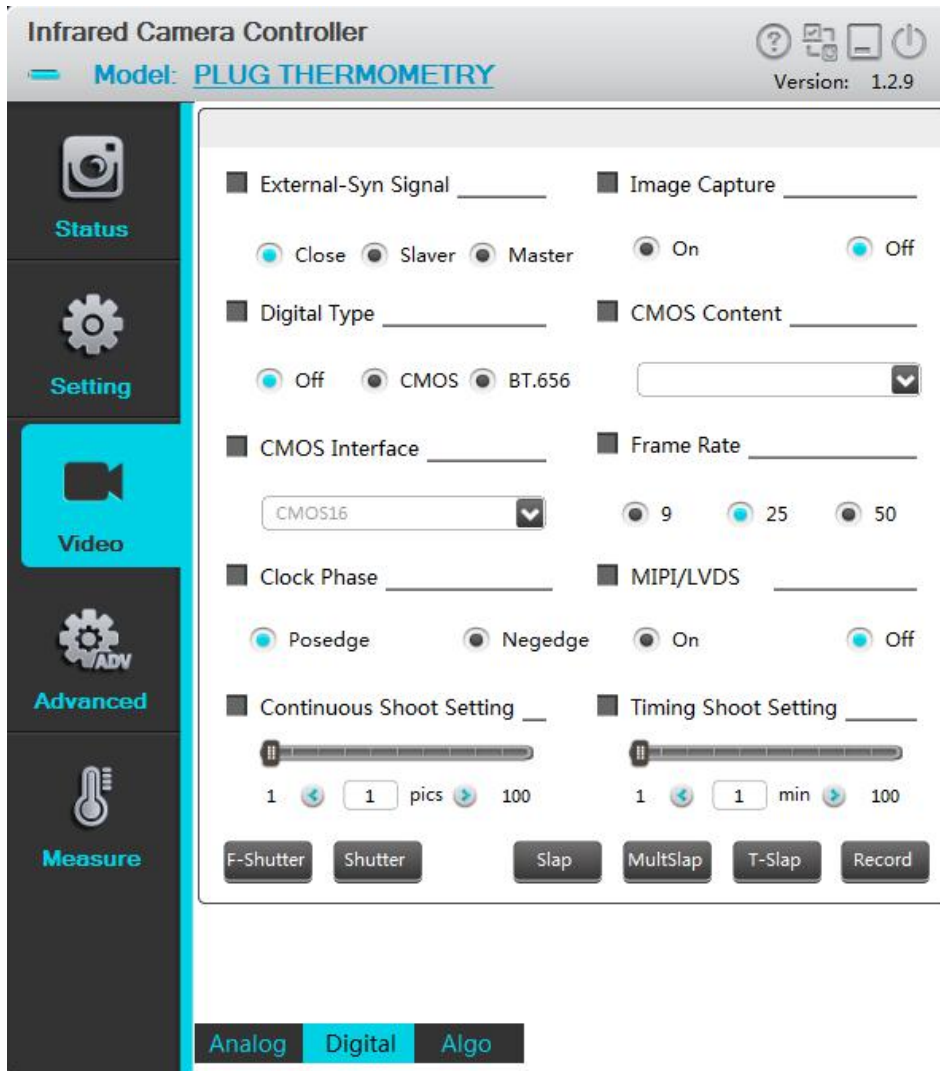 Infrared Camera Controller
Model: PLUG THERMOMETRY
Version: 1.2.9
Status
Setting
Video
ADV
Advanced
Measure
External-Syn Signal
Close Slaver Master
Image Capture
On Off
Digital Type
Off CMOS BT.656
CMOS Content
CMOS Interface
CMOS16
Frame Rate
9 25 50
Clock Phase
Posedge Negedge
MIPI/LVDS
On Off
Continuous Shoot Setting
1 1 pics 100
Timing Shoot Setting
1 1 min 100
F-Shutter Shutter Slap MultSlap T-Slap Record
Analog Digital Algo